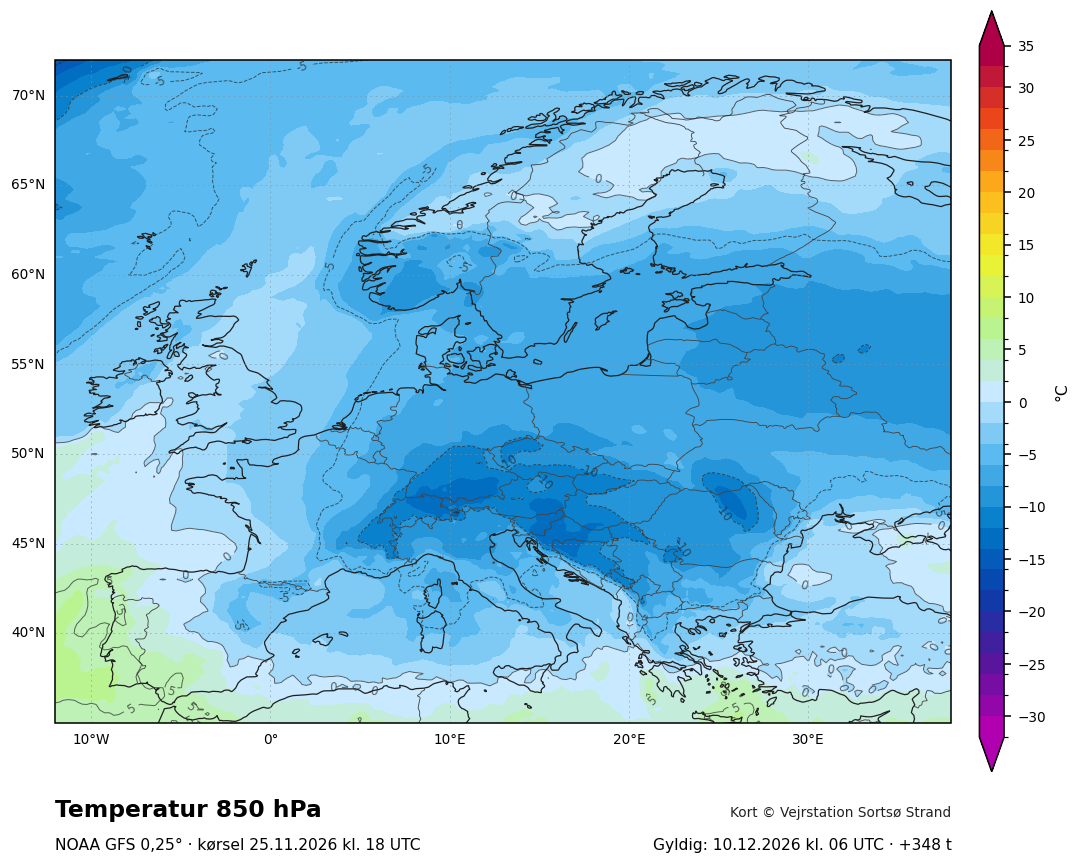 35
30
25
20
15
10
5
0
−5
−10
−15
−20
−25
−30
°C
70°N
65°N
60°N
55°N
50°N
45°N
40°N
10°W
0°
10°E
20°E
30°E
Temperatur 850 hPa
Kort © Vejrstation Sortsø Strand
NOAA GFS 0,25° · kørsel 25.11.2026 kl. 18 UTC
Gyldig: 10.12.2026 kl. 06 UTC · +348 t